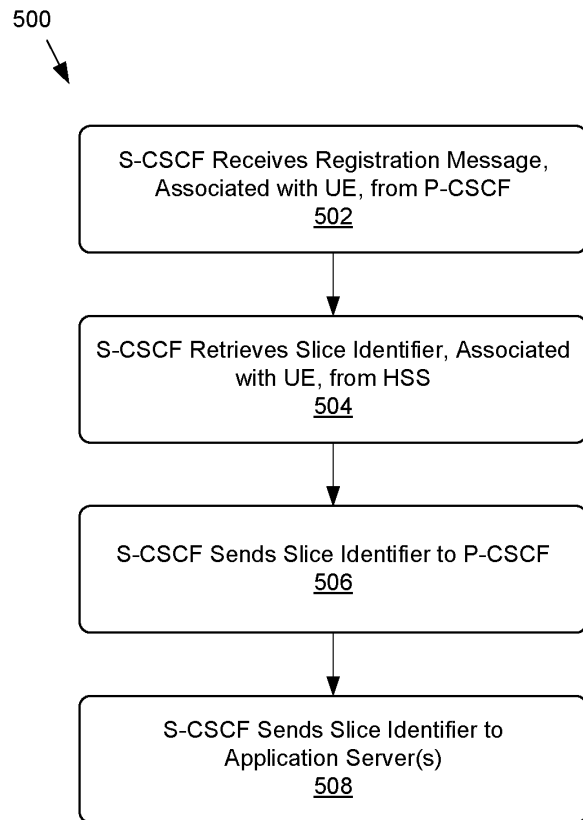 500
S-CSCF Receives Registration Message,
Associated with UE, from P-CSCF
502
S-CSCF Retrieves Slice Identifier, Associated
with UE, from HSS
504
S-CSCF Sends Slice Identifier to P-CSCF
506
S-CSCF Sends Slice Identifier to
Application Server(s)
508